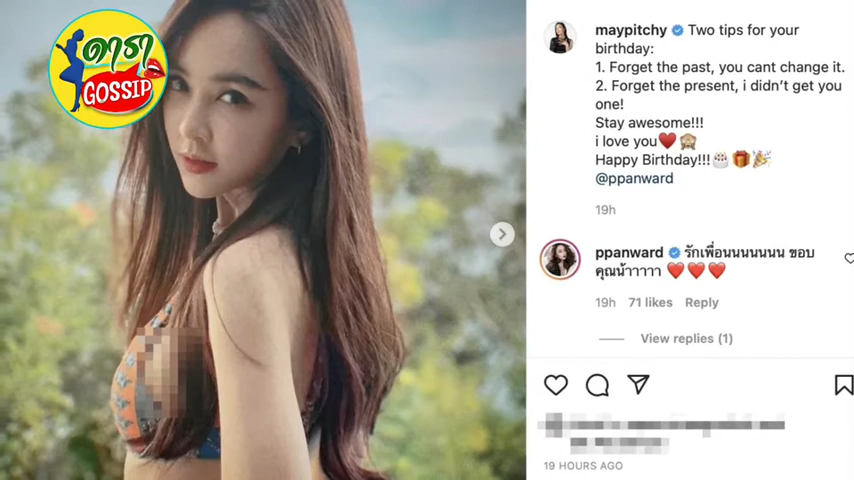 ดารา
GOSSIP
maypitchy Two tips for your
birthday:
1. Forget the past, you cant change it.
2. Forget the present, i didn't get you
one!
Stay awesome!!!
i love you❤️🙈
Happy Birthday!!!🎂🎁🎉
@ppanward
19h
ppanward รักเพื่อนนนนนนน ขอบ
คุณน้าาาาา ❤️❤️❤️
19h 71 likes Reply
View replies (1)
19 HOURS AGO